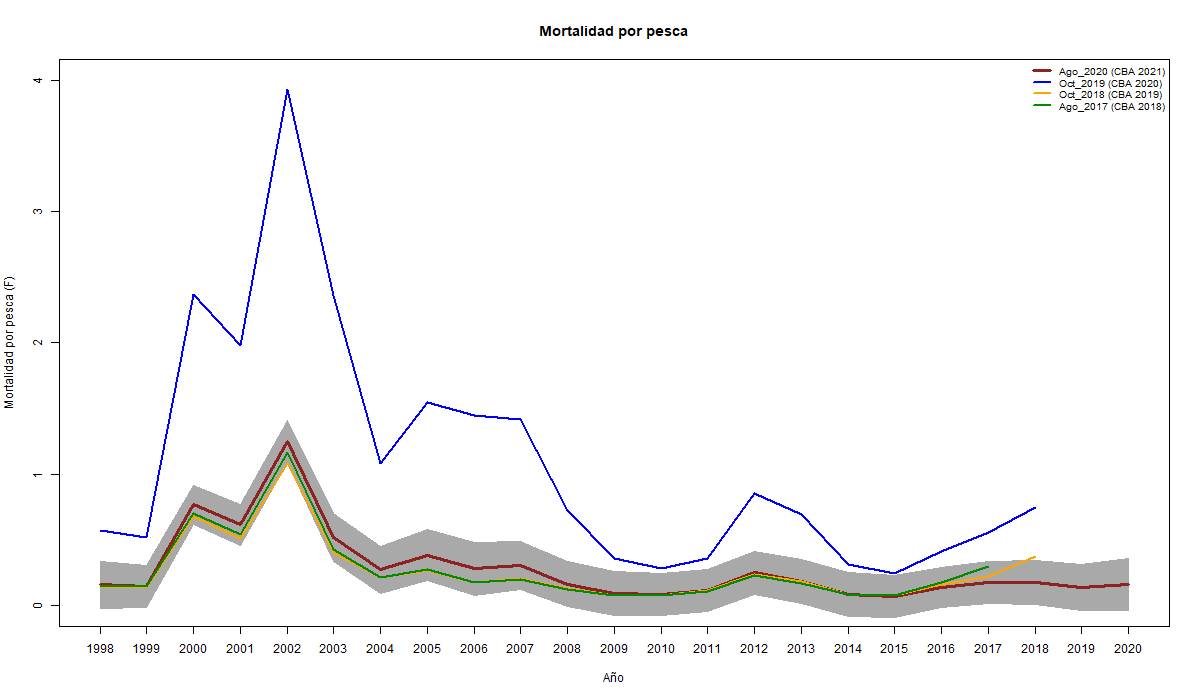 Mortalidad por pesca
Ago_2020 (CBA 2021)
Oct_2019 (CBA 2020)
Oct_2018 (CBA 2019)
Ago_2017 (CBA 2018)
Mortalidad por pesca (F)
4
3
2
1
0
1998 1999 2000 2001 2002 2003 2004 2005 2006 2007 2008 2009 2010 2011 2012 2013 2014 2015 2016 2017 2018 2019 2020
Año